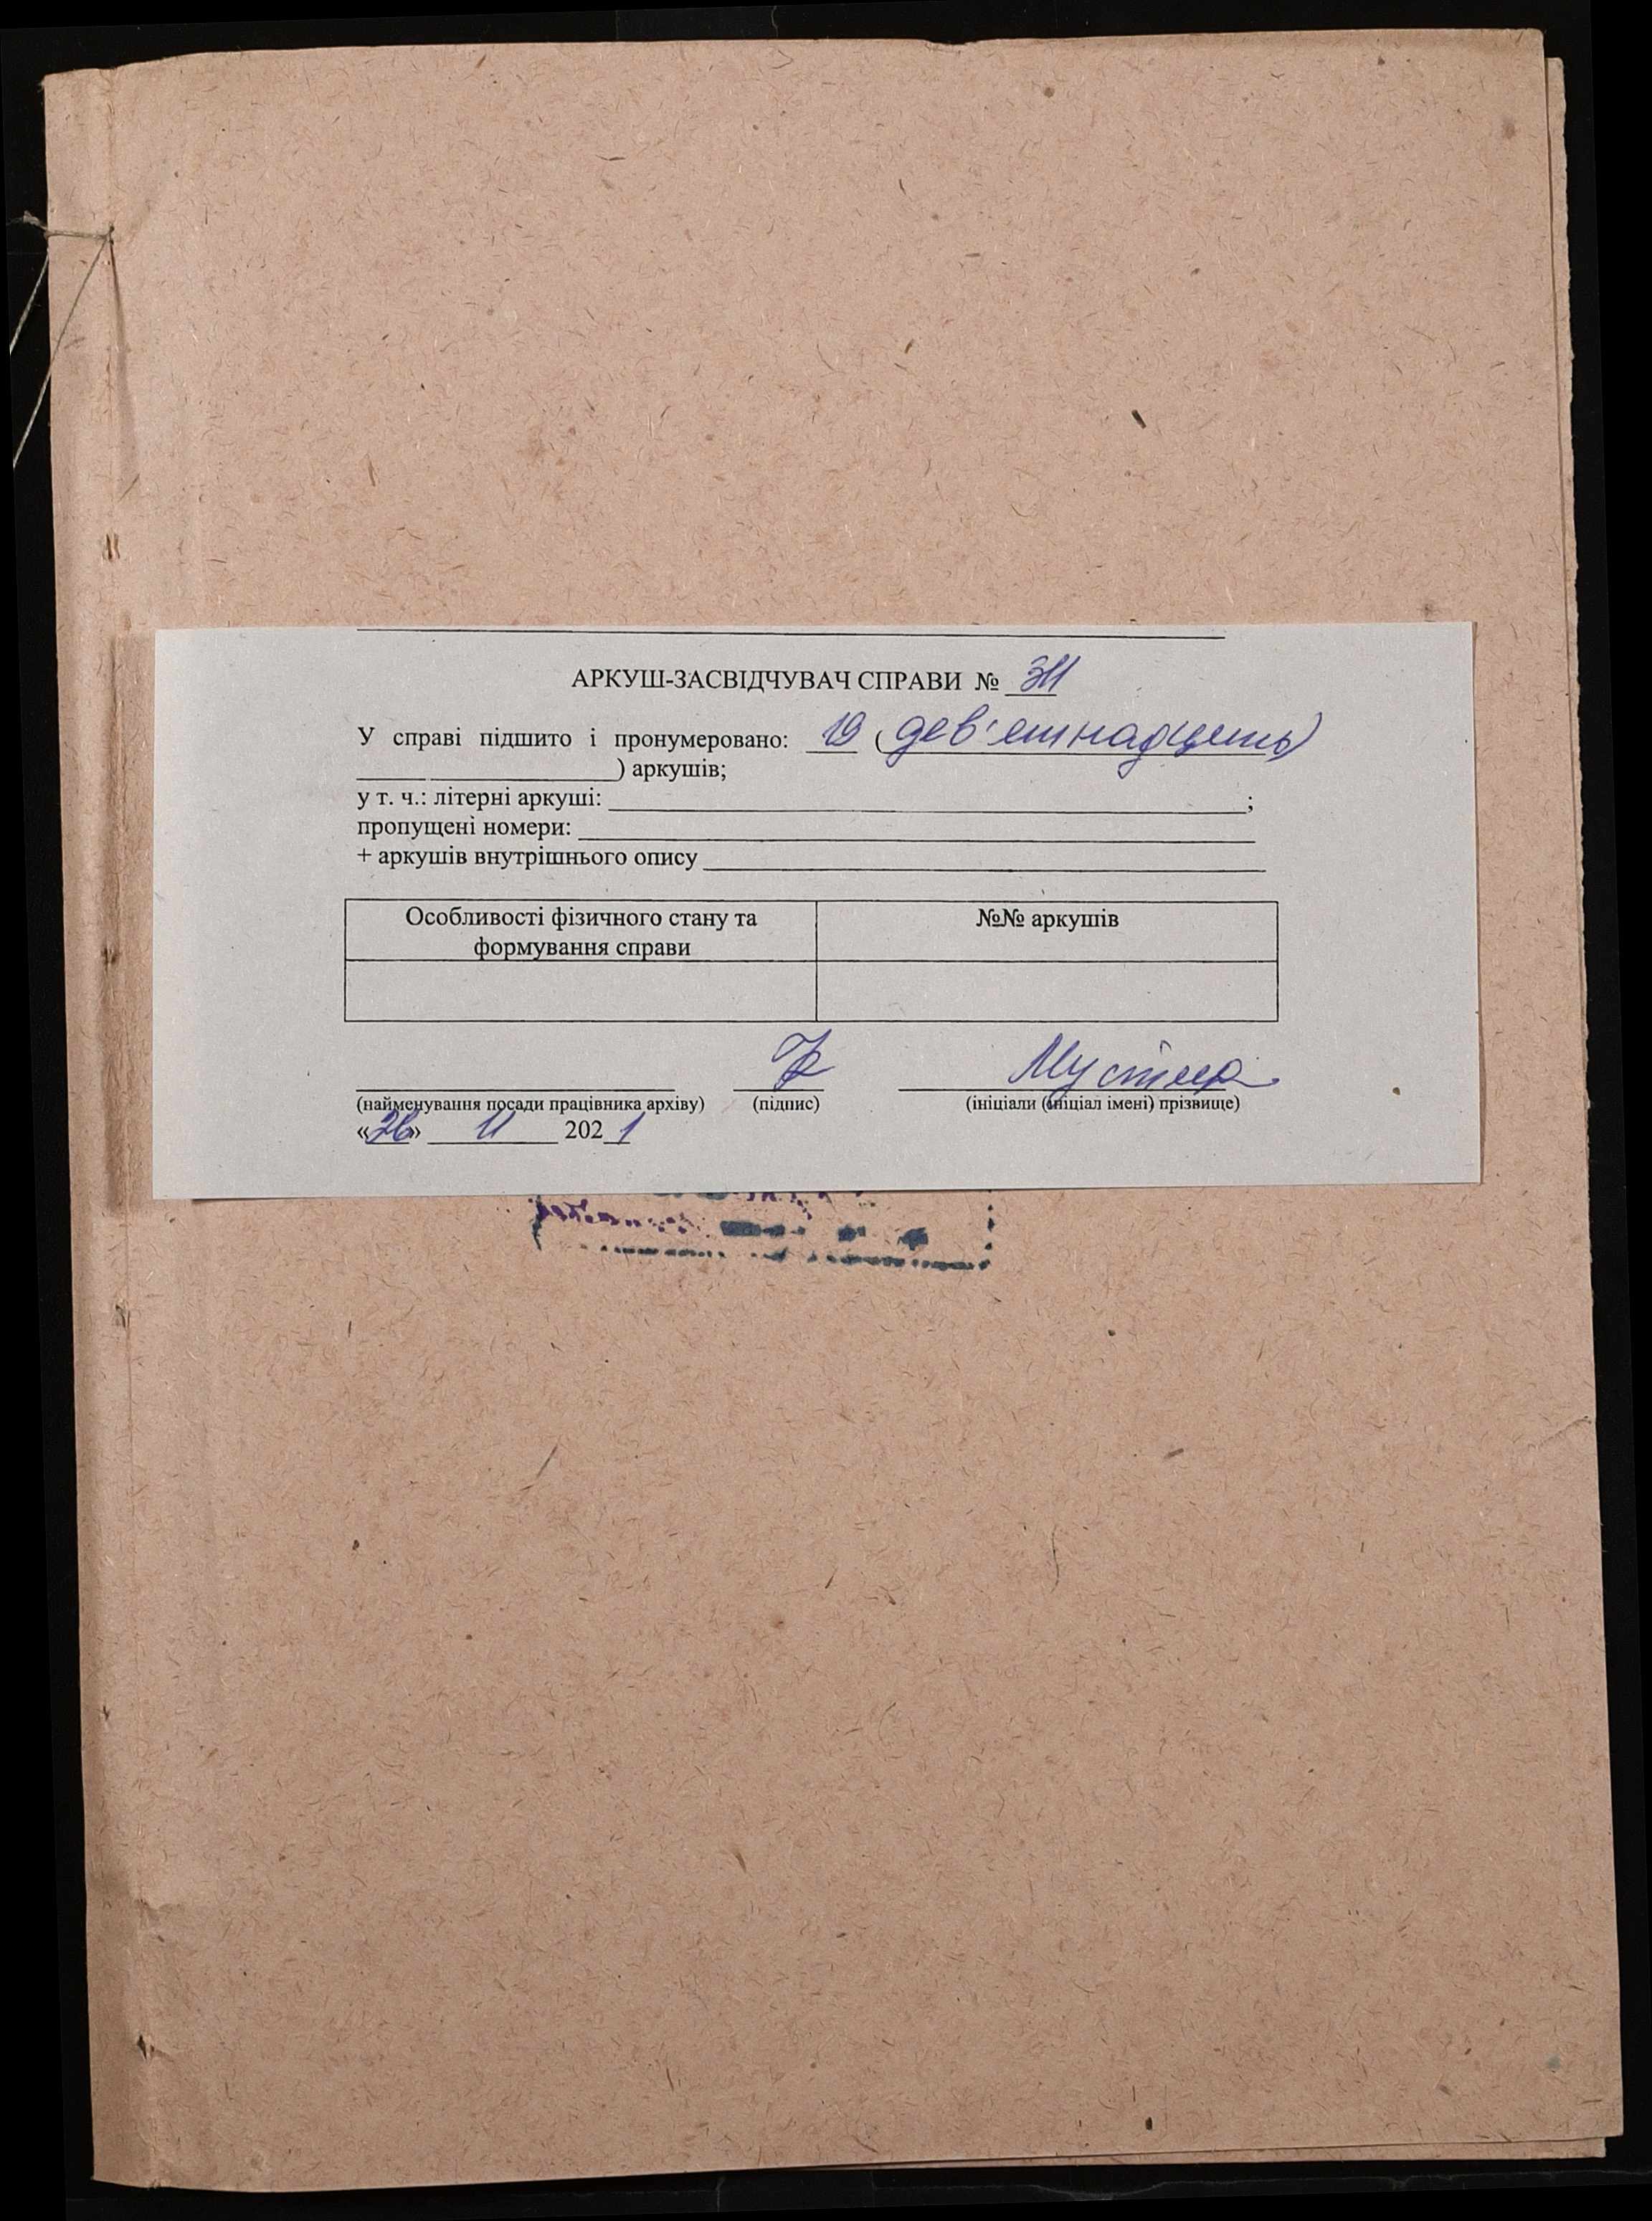 АРКУШ-ЗАСВІДЧУВАЧ СПРАВИ № 311
У справі підшито і пронумеровано: 19 (дев'ятнадцять)
) аркушів;
у т. ч.: літерні аркуші: ;
пропущені номери:
+ аркушів внутрішнього опису
Особливості фізичного стану та формування справи
№№ аркушів
(найменування посади працівника архіву) (підпис) (ініціали (ініціал імені) прізвище)
«26» 11 2021